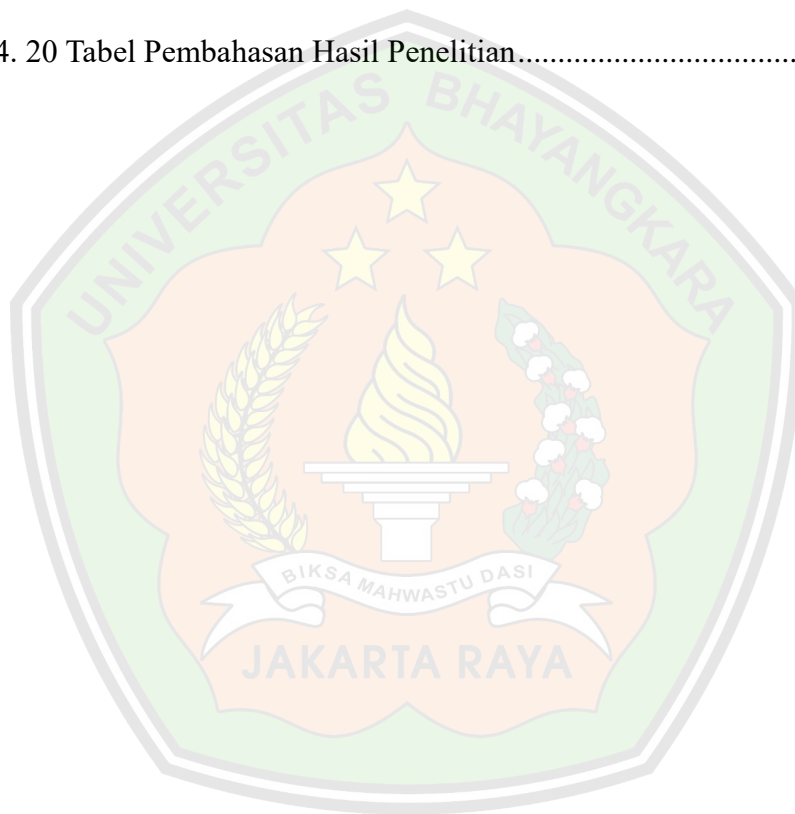 4. 20 Tabel Pembahasan Hasil Penelitian..................................
UNIVERSITAS BHAYANGKARA
BIKSA MAHWASTU DASI
JAKARTA RAYA